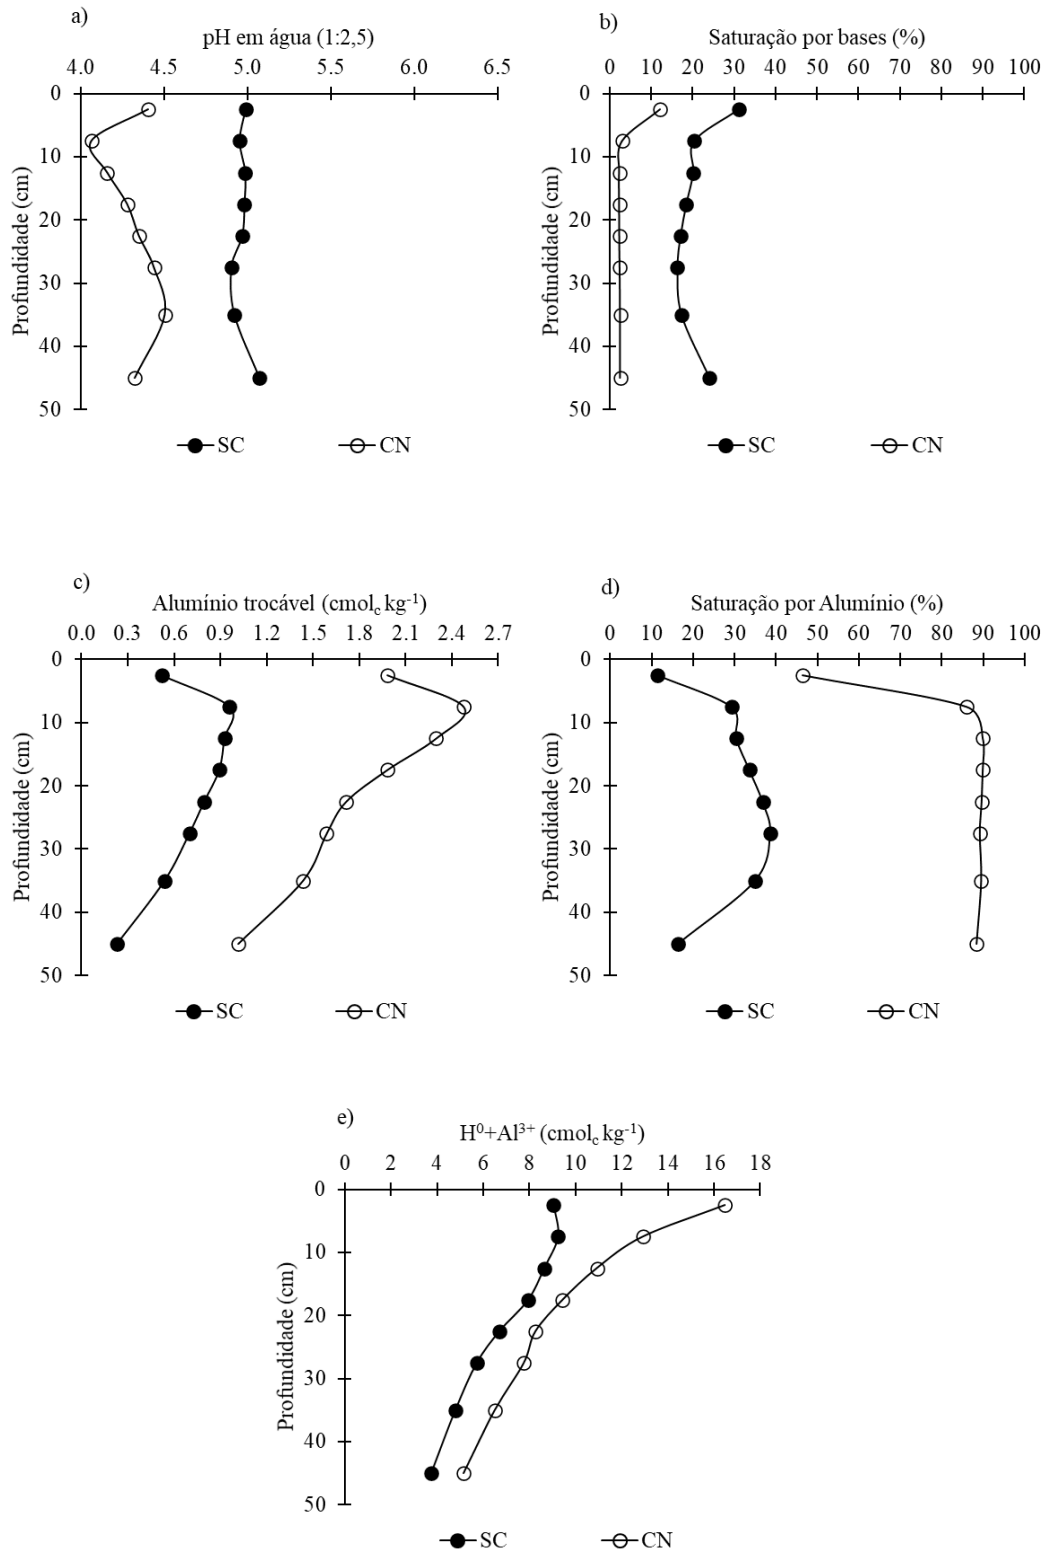 a)
pH em água (1:2,5)
4.0 4.5 5.0 5.5 6.0 6.5
0
10
20
30
40
50
Profundidade (cm)
SC CN
b)
Saturação por bases (%)
0 10 20 30 40 50 60 70 80 90 100
0
10
20
30
40
50
Profundidade (cm)
SC CN
c)
Alumínio trocável (cmolc kg-1)
0.0 0.3 0.6 0.9 1.2 1.5 1.8 2.1 2.4 2.7
0
10
20
30
40
50
Profundidade (cm)
SC CN
d)
Saturação por Alumínio (%)
0 10 20 30 40 50 60 70 80 90 100
0
10
20
30
40
50
Profundidade (cm)
SC CN
e)
H⁰+Al³⁺ (cmolc kg-1)
0 2 4 6 8 10 12 14 16 18
0
10
20
30
40
50
Profundidade (cm)
SC CN